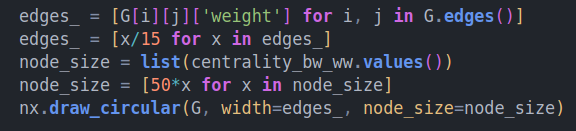 edges_ = [G[i][j]['weight'] for i, j in G.edges()]
edges_ = [x/15 for x in edges_]
node_size = list(centrality_bw_ww.values())
node_size = [50*x for x in node_size]
nx.draw_circular(G, width=edges_, node_size=node_size)